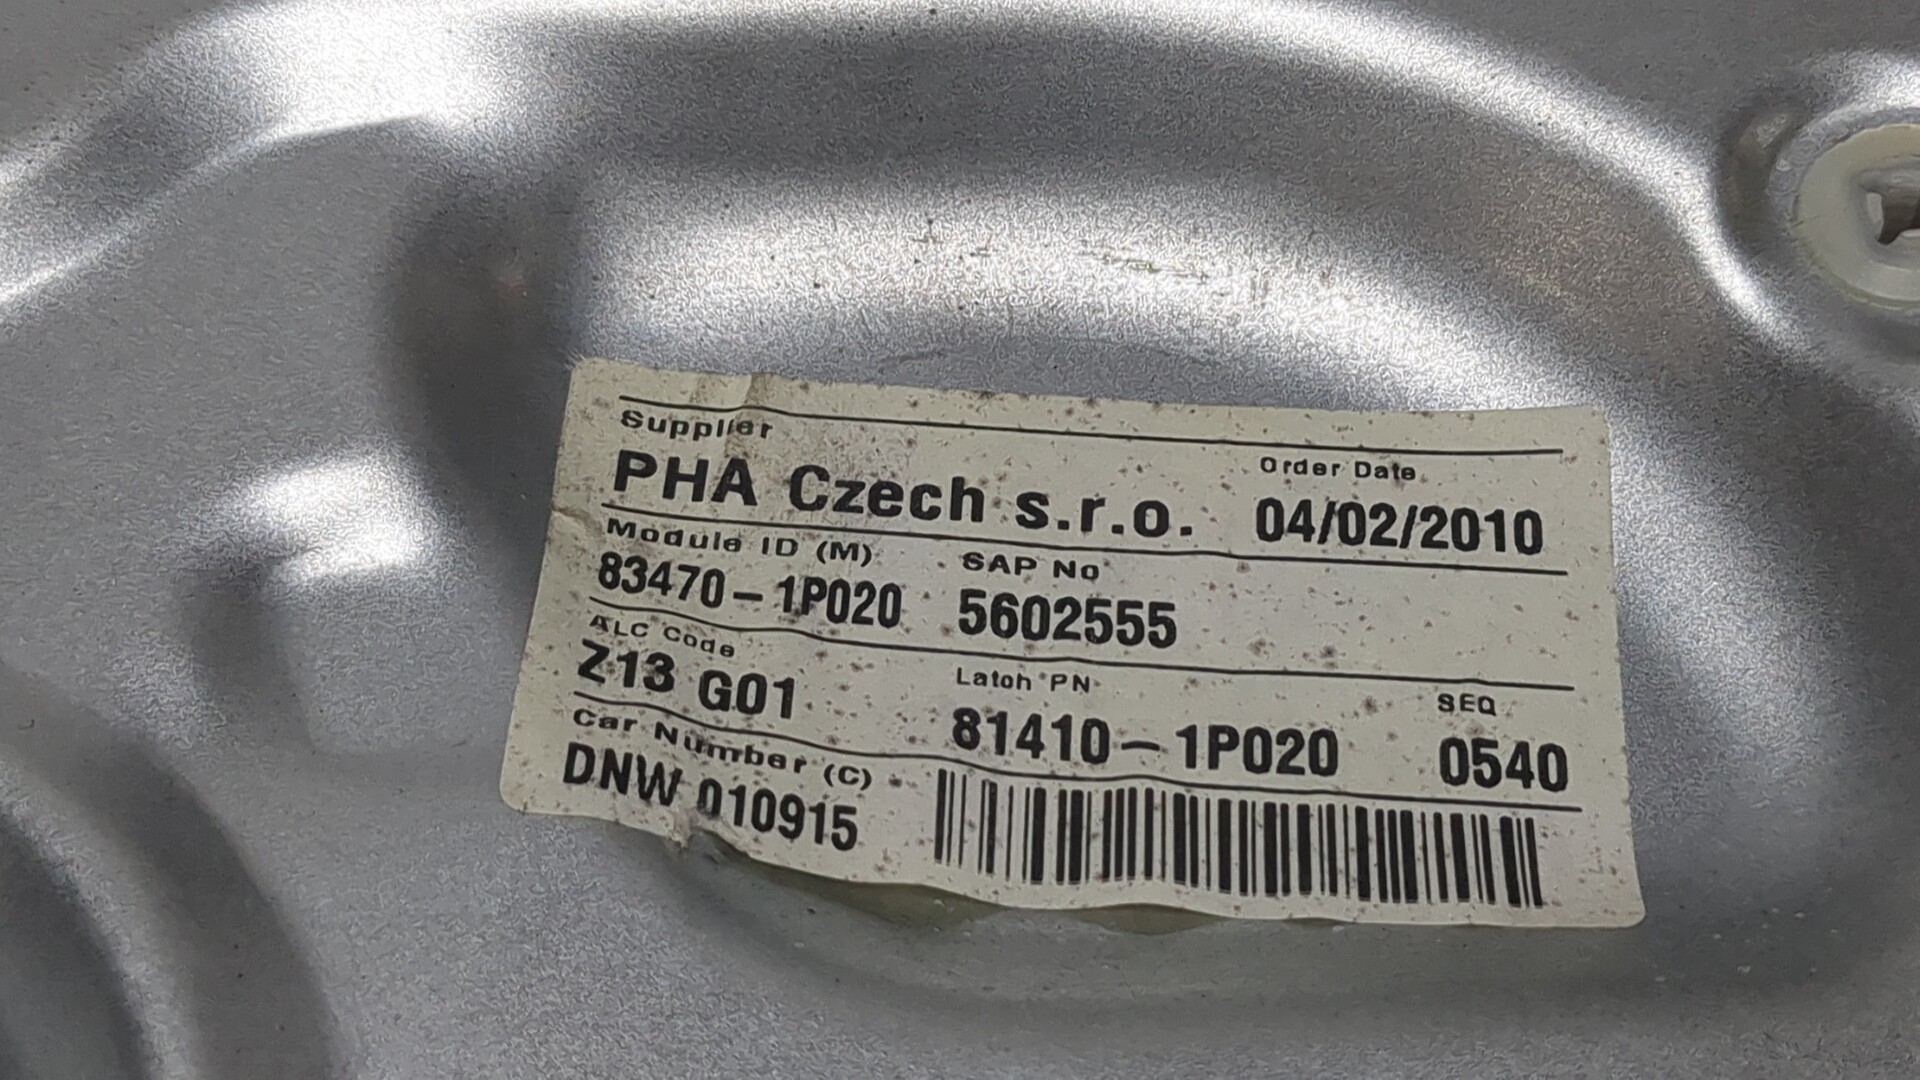 Supplier
PHA Czech s.r.o.
Order Date
04/02/2010
Module ID (M)
83470-1P020
SAP No
5602555
ALC Code
Z13 G01
Latch PN
81410-1P020
SEQ
0540
Car Number (C)
DNW 010915